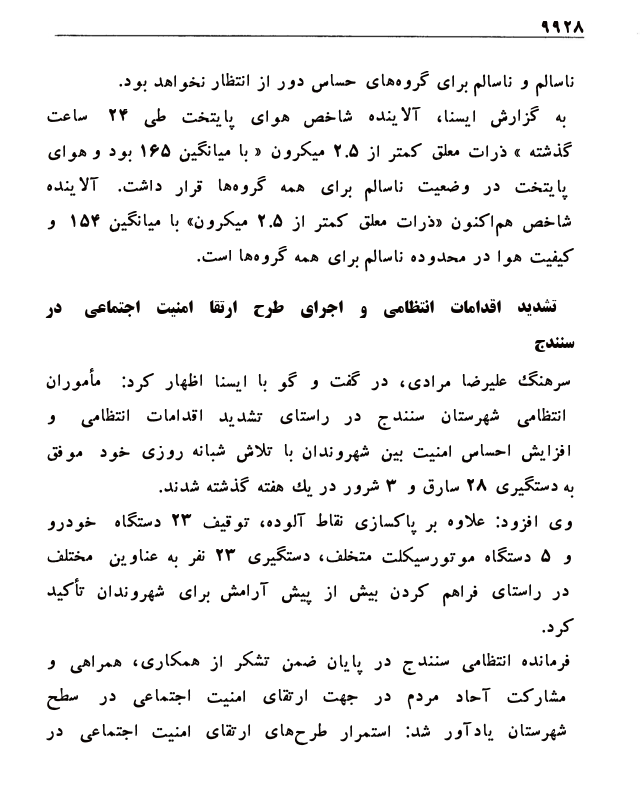 ۹۹۲۸
ناسالم و ناسالم برای گروه‌های حساس دور از انتظار نخواهد بود.
به گزارش ایسنا، آلاینده شاخص هوای پایتخت طی ۲۴ ساعت
گذشته » ذرات معلق کمتر از ۲.۵ میکرون « با میانگین ۱۶۵ بود و هوای
پایتخت در وضعیت ناسالم برای همه گروه‌ها قرار داشت. آلاینده
شاخص هم‌اکنون «ذرات معلق کمتر از ۲.۵ میکرون» با میانگین ۱۵۴ و
کیفیت هوا در محدوده ناسالم برای همه گروه‌ها است.
تشدید اقدامات انتظامی و اجرای طرح ارتقا امنیت اجتماعی در
سنندج
سرهنگ علیرضا مرادی، در گفت و گو با ایسنا اظهار کرد: مأموران
انتظامی شهرستان سنندج در راستای تشدید اقدامات انتظامی و
افزایش احساس امنیت بین شهروندان با تلاش شبانه روزی خود موفق
به دستگیری ۲۸ سارق و ۳ شرور در یك هفته گذشته شدند.
وی افزود: علاوه بر پاکسازی نقاط آلوده، توقیف ۲۳ دستگاه خودرو
و ۵ دستگاه موتورسیکلت متخلف، دستگیری ۲۳ نفر به عناوین مختلف
در راستای فراهم کردن بیش از پیش آرامش برای شهروندان تأکید
کرد.
فرمانده انتظامی سنندج در پایان ضمن تشکر از همکاری، همراهی و
مشارکت آحاد مردم در جهت ارتقای امنیت اجتماعی در سطح
شهرستان یادآور شد: استمرار طرح‌های ارتقای امنیت اجتماعی در